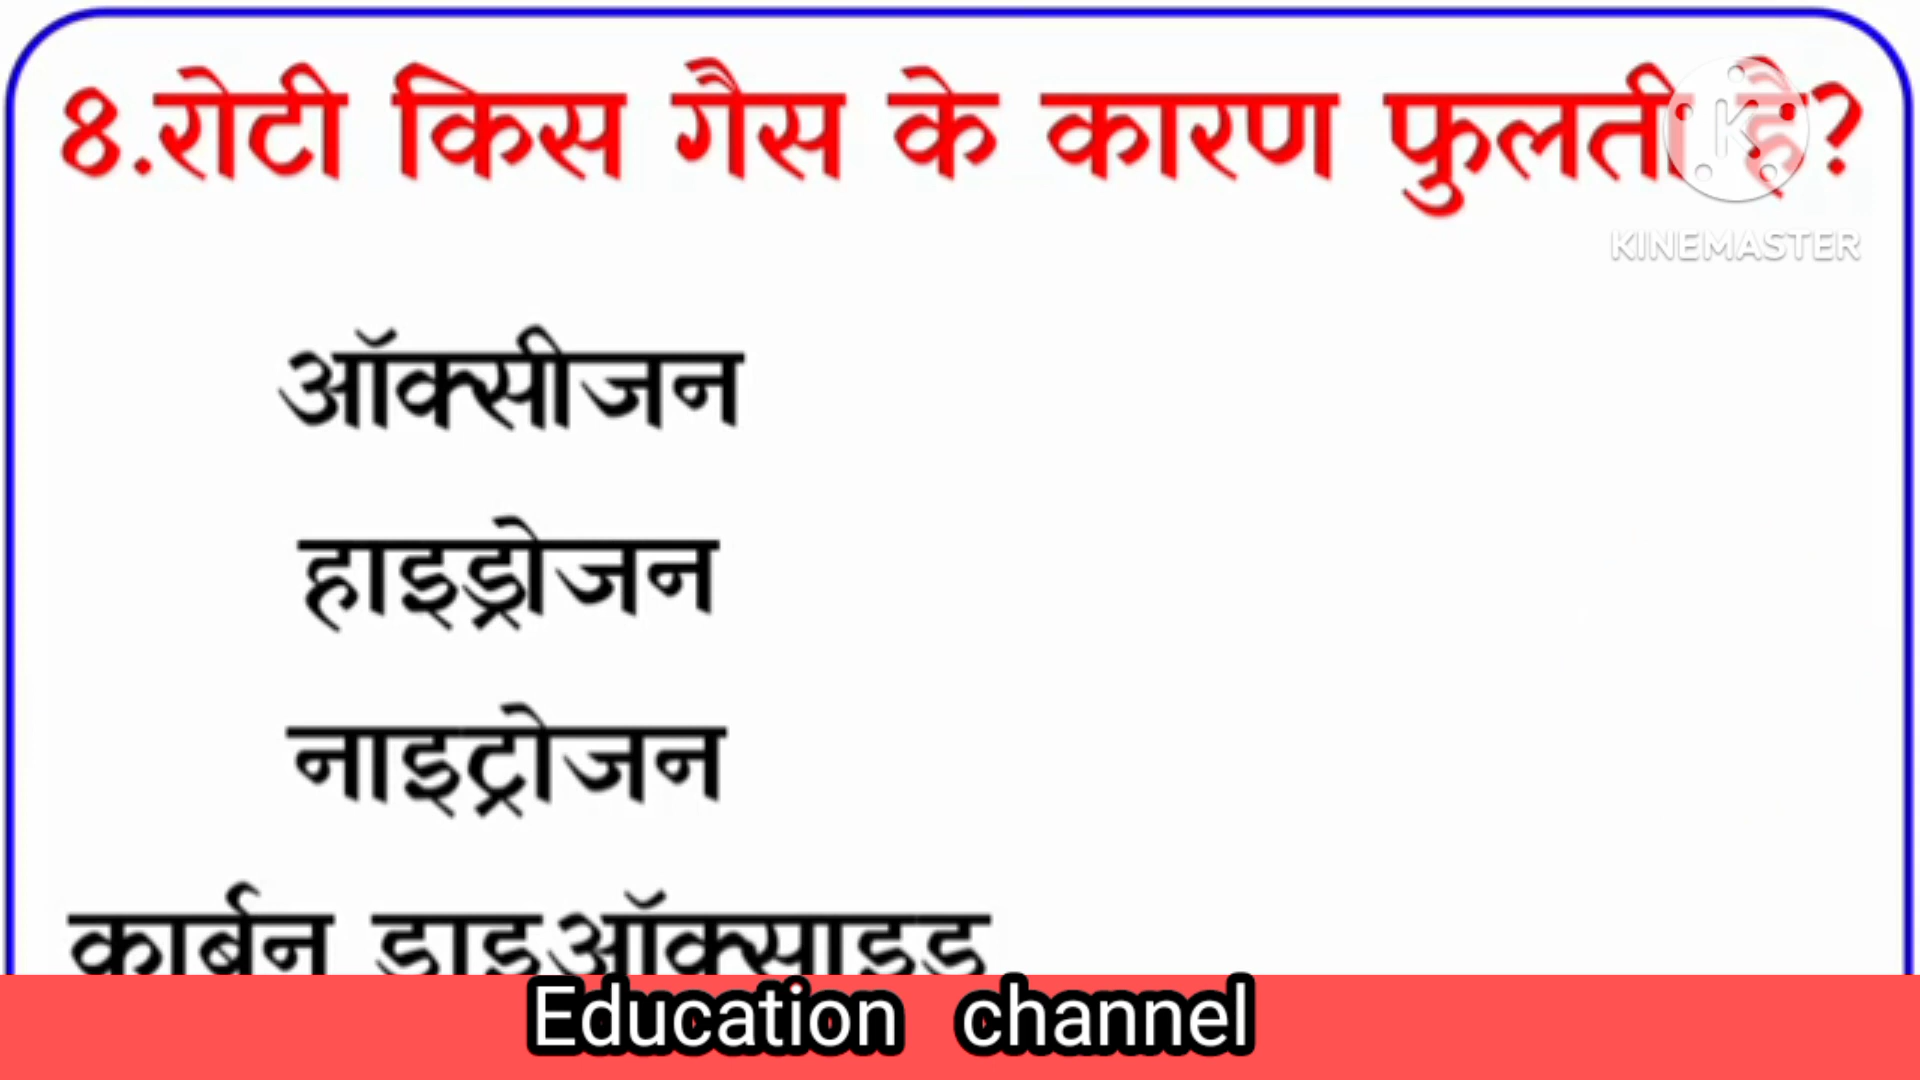 8.रोटी किस गैस के कारण फुलती है?
KINEMASTER
ऑक्सीजन
हाइड्रोजन
नाइट्रोजन
कार्बन डाइऑक्साइड
Education channel